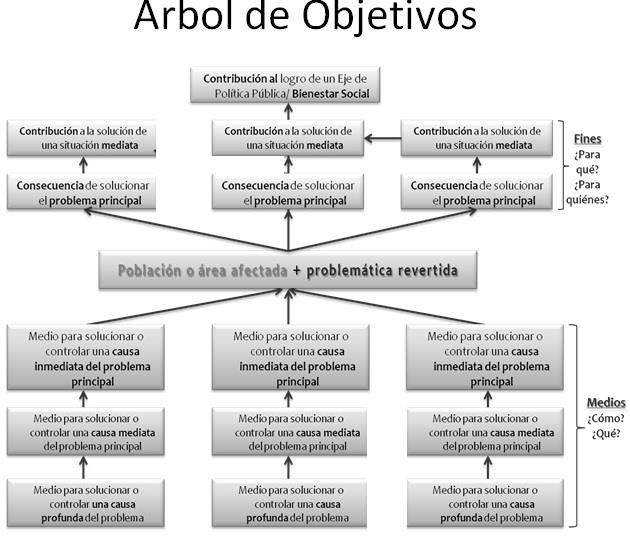 Arbol de Objetivos
Contribución al logro de un Eje de
Política Pública/ Bienestar Social
Contribución a la solución de
una situación mediata
Contribución a la solución de
una situación mediata
Contribución a la solución de
una situación mediata
Fines
¿Para
qué?
¿Para
quiénes?
Consecuencia de solucionar
el problema principal
Consecuencia de solucionar
el problema principal
Consecuencia de solucionar
el problema principal
Población o área afectada + problemática revertida
Medio para solucionar o
controlar una causa
inmediata del problema
principal
Medio para solucionar o
controlar una causa
inmediata del problema
principal
Medio para solucionar o
controlar una causa
inmediata del problema
principal
Medios
¿Cómo?
¿Qué?
Medio para solucionar o
controlar una causa mediata
del problema principal
Medio para solucionar o
controlar una causa mediata
del problema principal
Medio para solucionar o
controlar una causa mediata
del problema principal
Medio para solucionar o
controlar una causa
profunda del problema
Medio para solucionar o
controlar una causa
profunda del problema
Medio para solucionar o
controlar una causa
profunda del problema